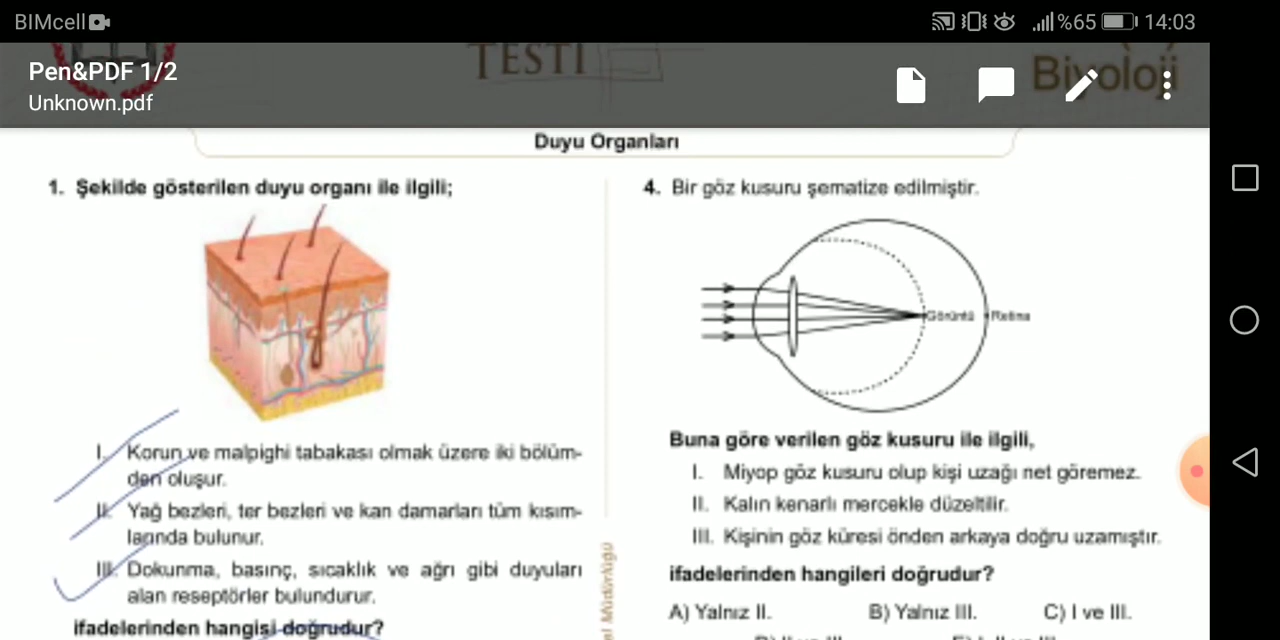 BIMcell %65 14:03
TESTİ
Pen&PDF 1/2
Unknown.pdf
Biyoloji
Duyu Organları
1. Şekilde gösterilen duyu organı ile ilgili;
I. Korun ve malpighi tabakası olmak üzere iki bölüm-
den oluşur.
II. Yağ bezleri, ter bezleri ve kan damarları tüm kısım-
larında bulunur.
III. Dokunma, basınç, sıcaklık ve ağrı gibi duyuları
alan reseptörler bulundurur.
ifadelerinden hangisi doğrudur?
4. Bir göz kusuru şematize edilmiştir.
Görüntü Retina
Buna göre verilen göz kusuru ile ilgili,
I. Miyop göz kusuru olup kişi uzağı net göremez.
II. Kalın kenarlı mercekle düzeltilir.
III. Kişinin göz küresi önden arkaya doğru uzamıştır.
ifadelerinden hangileri doğrudur?
A) Yalnız II. B) Yalnız III. C) I ve III.
Müdürlüğü